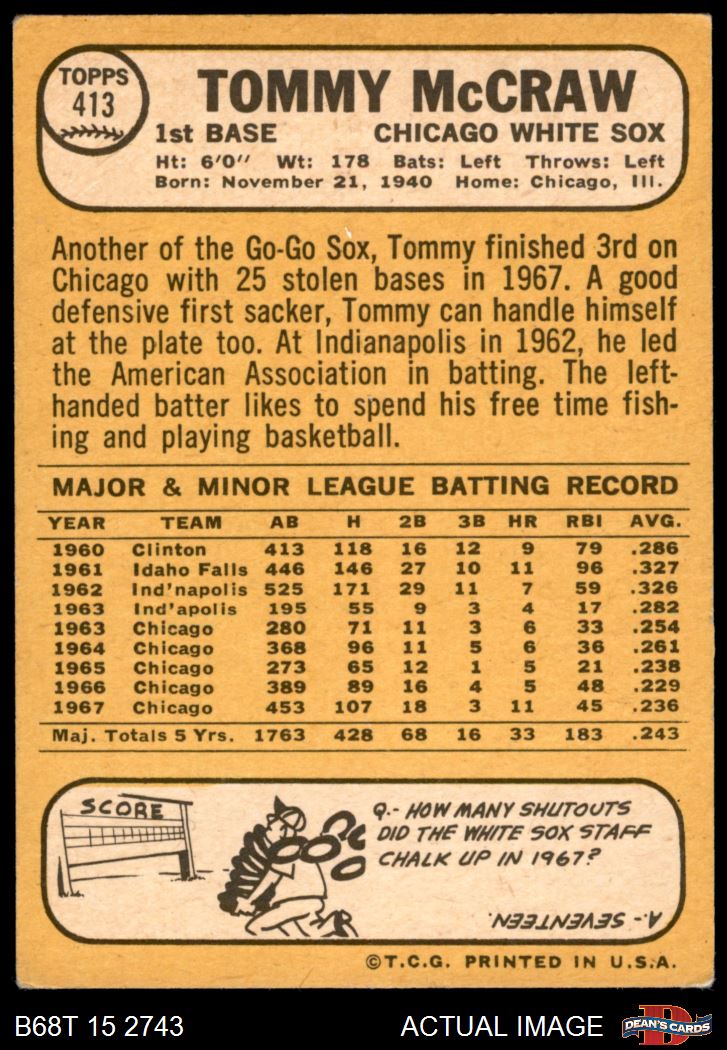 TOPPS
413
TOMMY McCRAW
1st BASE CHICAGO WHITE SOX
Ht: 6'0" Wt: 178 Bats: Left Throws: Left
Born: November 21, 1940 Home: Chicago, Ill.
Another of the Go-Go Sox, Tommy finished 3rd on
Chicago with 25 stolen bases in 1967. A good
defensive first sacker, Tommy can handle himself
at the plate too. At Indianapolis in 1962, he led
the American Association in batting. The left-
handed batter likes to spend his free time fish-
ing and playing basketball.
MAJOR & MINOR LEAGUE BATTING RECORD
YEAR TEAM AB H 2B 3B HR RBI AVG.
1960 Clinton 413 118 16 12 9 79 .286
1961 Idaho Falls 446 146 27 10 11 96 .327
1962 Ind'napolis 525 171 29 11 7 59 .326
1963 Ind'apolis 195 55 9 3 4 17 .282
1963 Chicago 280 71 11 3 6 33 .254
1964 Chicago 368 96 11 5 6 36 .261
1965 Chicago 273 65 12 1 5 21 .238
1966 Chicago 389 89 16 4 5 48 .229
1967 Chicago 453 107 18 3 11 45 .236
Maj. Totals 5 Yrs. 1763 428 68 16 33 183 .243
SCORE
Q.- HOW MANY SHUTOUTS
DID THE WHITE SOX STAFF
CHALK UP IN 1967?
A.- SEVENTEEN.
©T.C.G. PRINTED IN U.S.A.
B68T 15 2743 ACTUAL IMAGE
D
DEAN'S CARDS